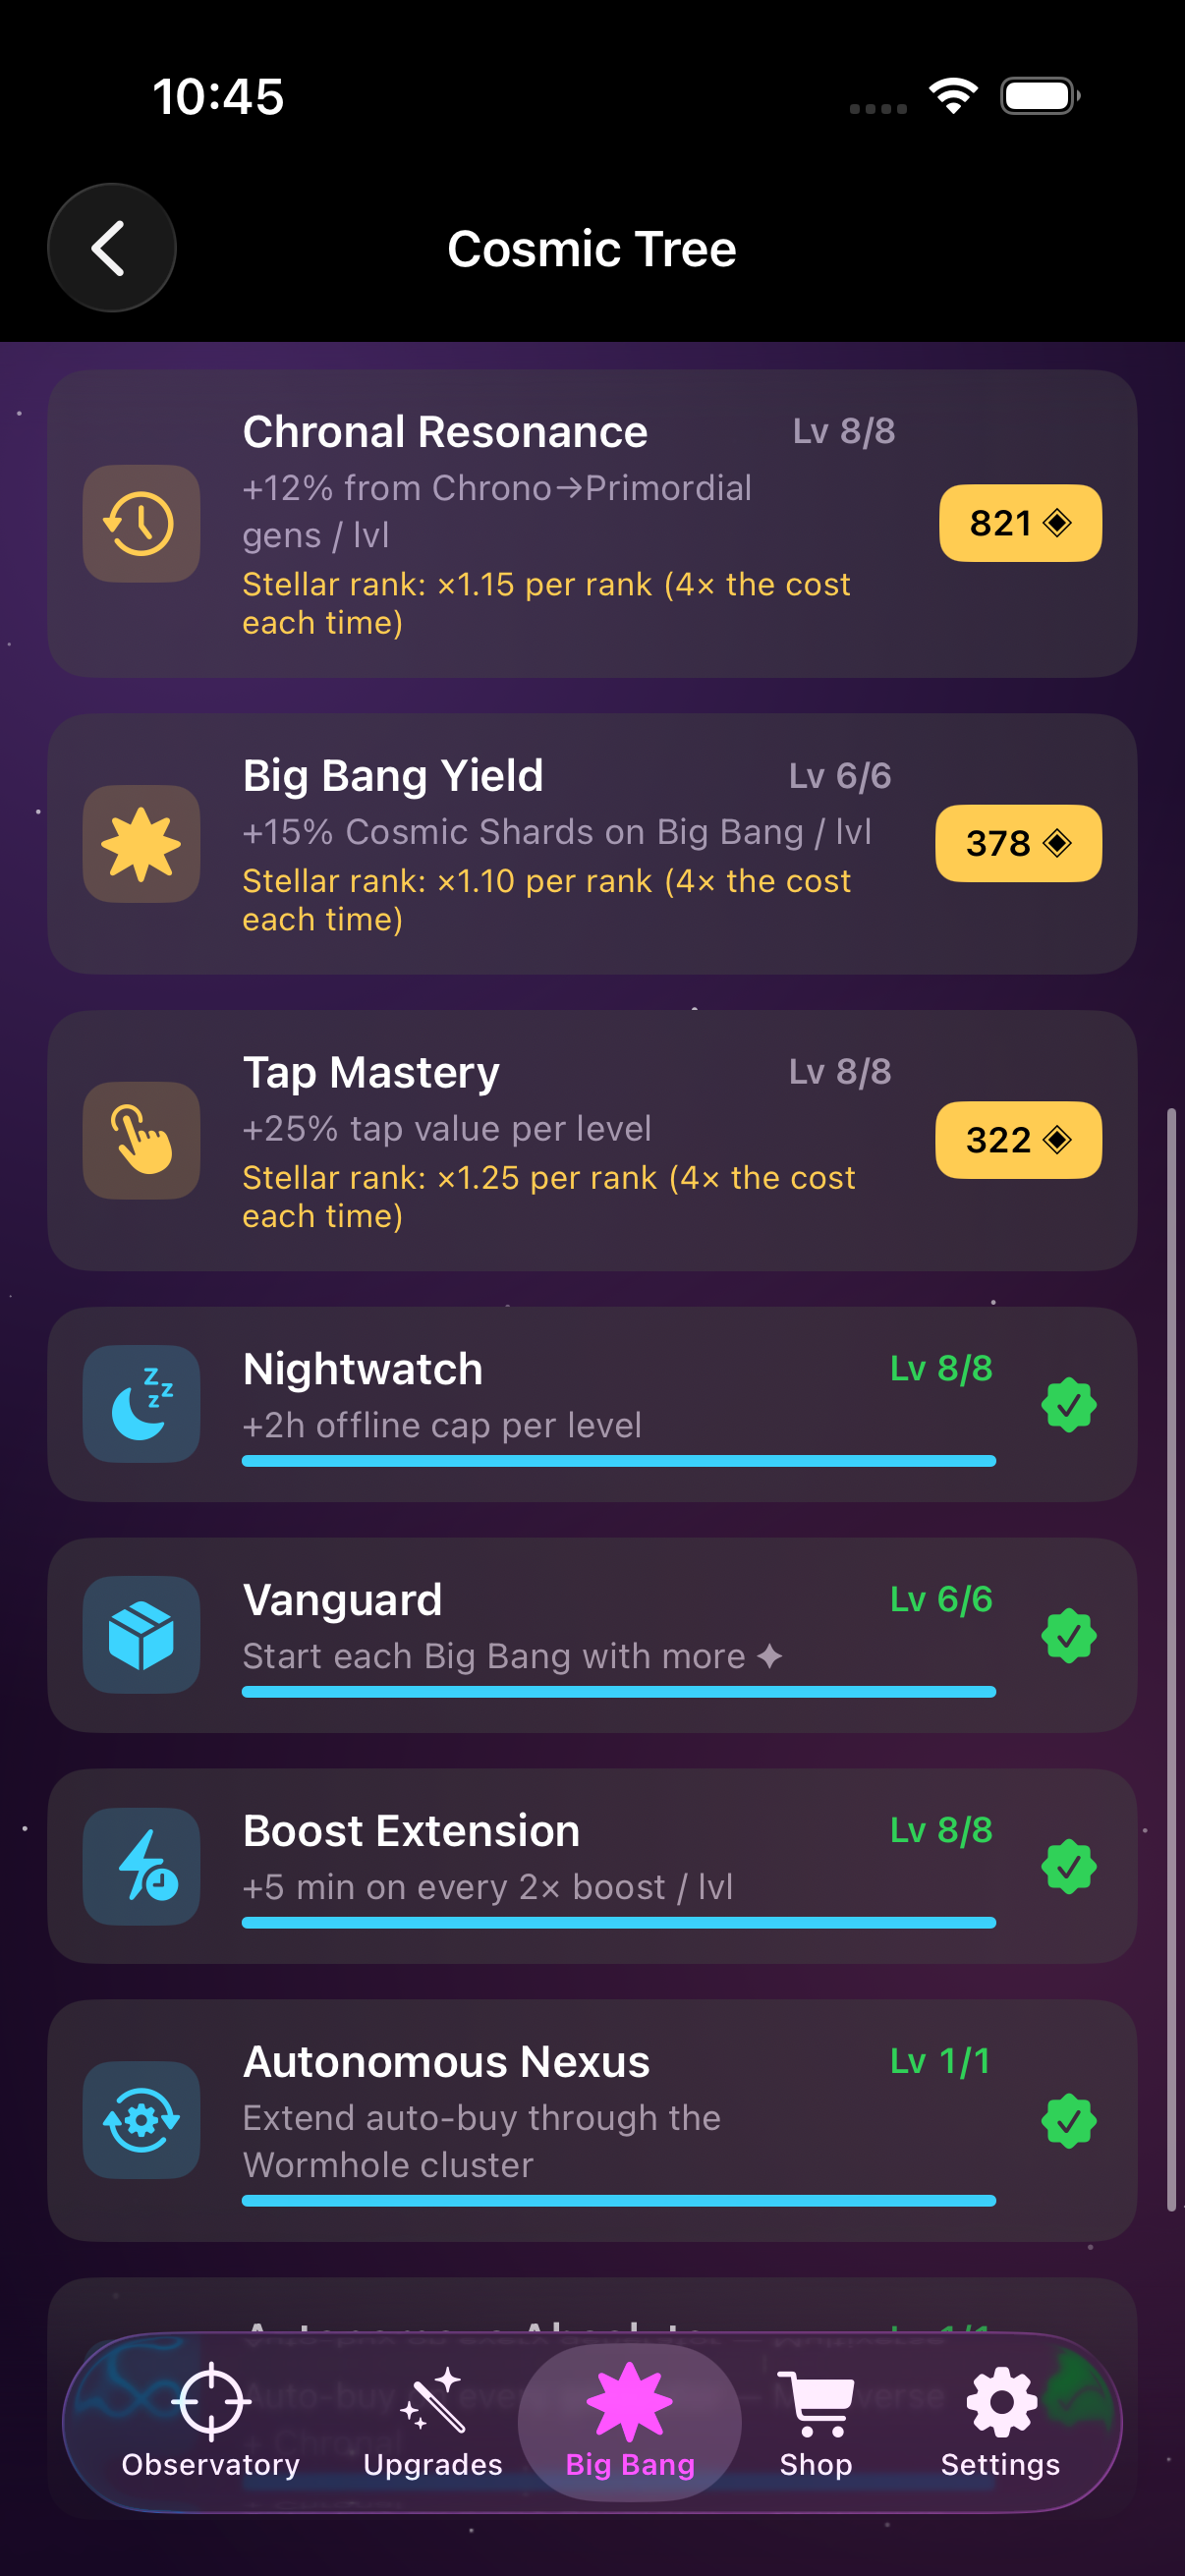 10:45
Cosmic Tree
Chronal Resonance
Lv 8/8
+12% from Chrono→Primordial
gens / lvl
Stellar rank: ×1.15 per rank (4× the cost
each time)
821 ◈
Big Bang Yield
Lv 6/6
+15% Cosmic Shards on Big Bang / lvl
Stellar rank: ×1.10 per rank (4× the cost
each time)
378 ◈
Tap Mastery
Lv 8/8
+25% tap value per level
Stellar rank: ×1.25 per rank (4× the cost
each time)
322 ◈
Nightwatch
Lv 8/8
+2h offline cap per level
Vanguard
Lv 6/6
Start each Big Bang with more ✦
Boost Extension
Lv 8/8
+5 min on every 2× boost / lvl
Autonomous Nexus
Lv 1/1
Extend auto-buy through the
Wormhole cluster
Observatory
Upgrades
Big Bang
Shop
Settings